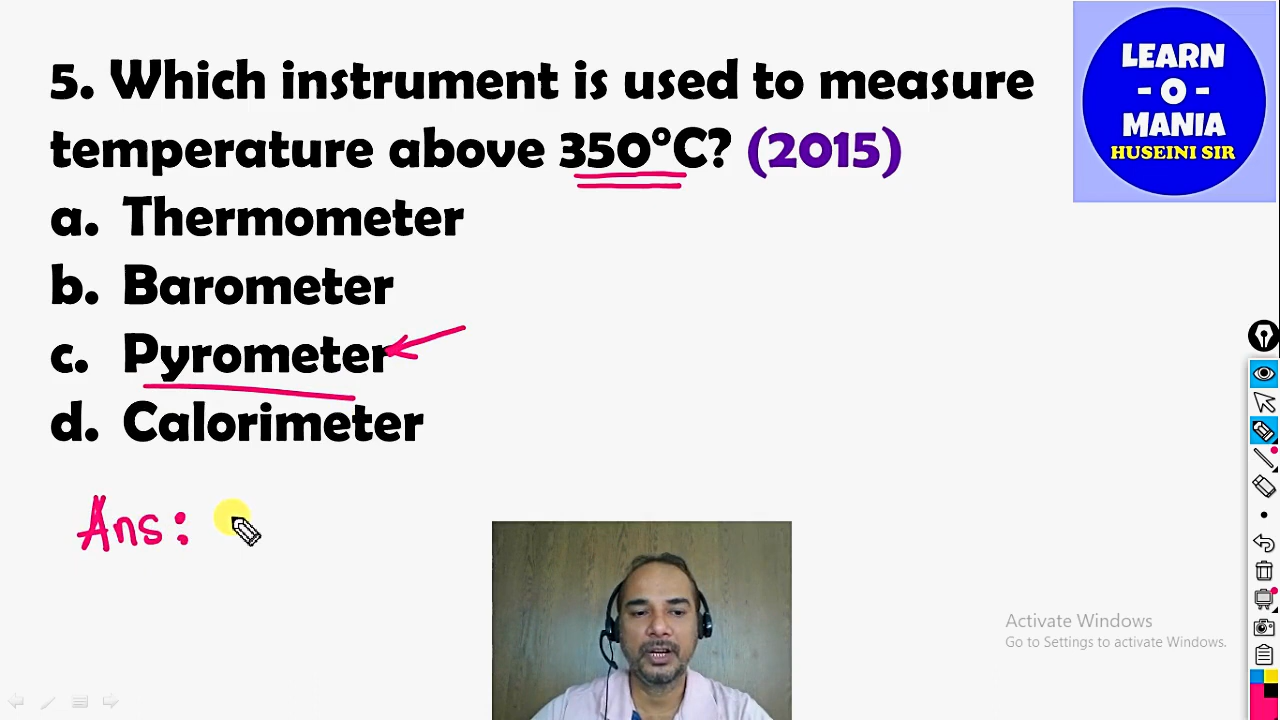 5. Which instrument is used to measure
temperature above 350°C? (2015)
a. Thermometer
b. Barometer
c. Pyrometer
d. Calorimeter
Ans:
LEARN
- O -
MANIA
HUSEINI SIR
Activate Windows
Go to Settings to activate Windows.